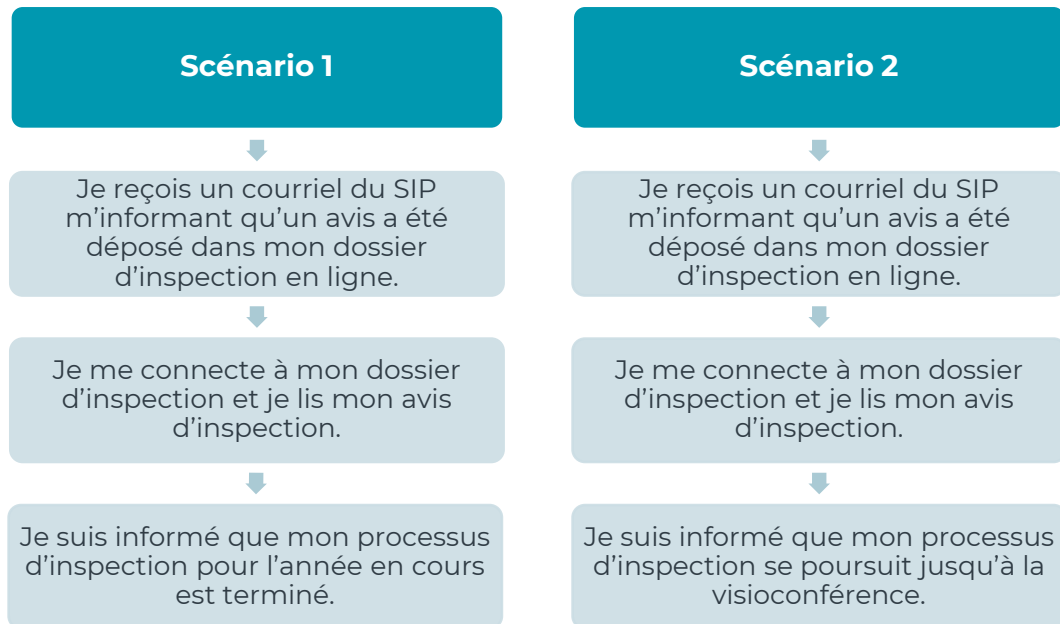 Scénario 1
Je reçois un courriel du SIP
m’informant qu’un avis a été
déposé dans mon dossier
d’inspection en ligne.
Je me connecte à mon dossier
d’inspection et je lis mon avis
d’inspection.
Je suis informé que mon processus
d’inspection pour l’année en cours
est terminé.
Scénario 2
Je reçois un courriel du SIP
m’informant qu’un avis a été
déposé dans mon dossier
d’inspection en ligne.
Je me connecte à mon dossier
d’inspection et je lis mon avis
d’inspection.
Je suis informé que mon processus
d’inspection se poursuit jusqu’à la
visioconférence.